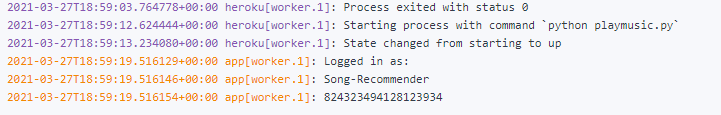 2021-03-27T18:59:03.764778+00:00 heroku[worker.1]: Process exited with status 0
2021-03-27T18:59:12.624444+00:00 heroku[worker.1]: Starting process with command `python playmusic.py`
2021-03-27T18:59:13.234080+00:00 heroku[worker.1]: State changed from starting to up
2021-03-27T18:59:19.516129+00:00 app[worker.1]: Logged in as:
2021-03-27T18:59:19.516146+00:00 app[worker.1]: Song-Recommender
2021-03-27T18:59:19.516154+00:00 app[worker.1]: 824323494128123934